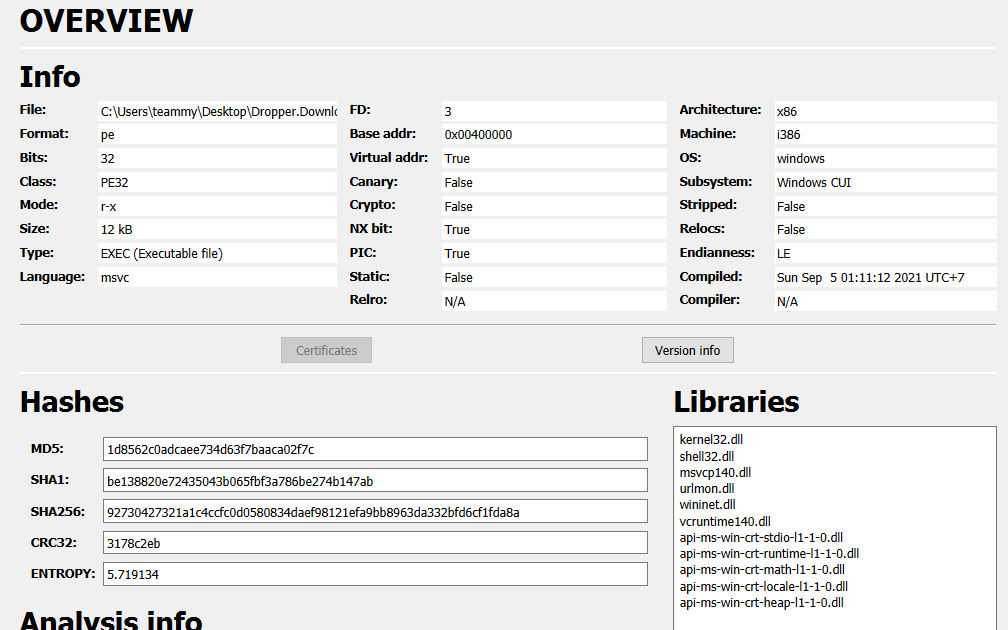 OVERVIEW
Info
File: C:\Users\teammy\Desktop\Dropper.Downlo FD: 3 Architecture: x86
Format: pe Base addr: 0x00400000 Machine: i386
Bits: 32 Virtual addr: True OS: windows
Class: PE32 Canary: False Subsystem: Windows CUI
Mode: r-x Crypto: False Stripped: False
Size: 12 kB NX bit: True Relocs: False
Type: EXEC (Executable file) PIC: True Endianness: LE
Language: msvc Static: False Compiled: Sun Sep  5 01:11:12 2021 UTC+7
Relro: N/A Compiler: N/A
Certificates Version info
Hashes
MD5: 1d8562c0adcaee734d63f7baaca02f7c
SHA1: be138820e72435043b065fbf3a786be274b147ab
SHA256: 92730427321a1c4ccfc0d0580834daef98121efa9bb8963da332bfd6cf1fda8a
CRC32: 3178c2eb
ENTROPY: 5.719134
Libraries
kernel32.dll
shell32.dll
msvcp140.dll
urlmon.dll
wininet.dll
vcruntime140.dll
api-ms-win-crt-stdio-l1-1-0.dll
api-ms-win-crt-runtime-l1-1-0.dll
api-ms-win-crt-math-l1-1-0.dll
api-ms-win-crt-locale-l1-1-0.dll
api-ms-win-crt-heap-l1-1-0.dll
Analysis info